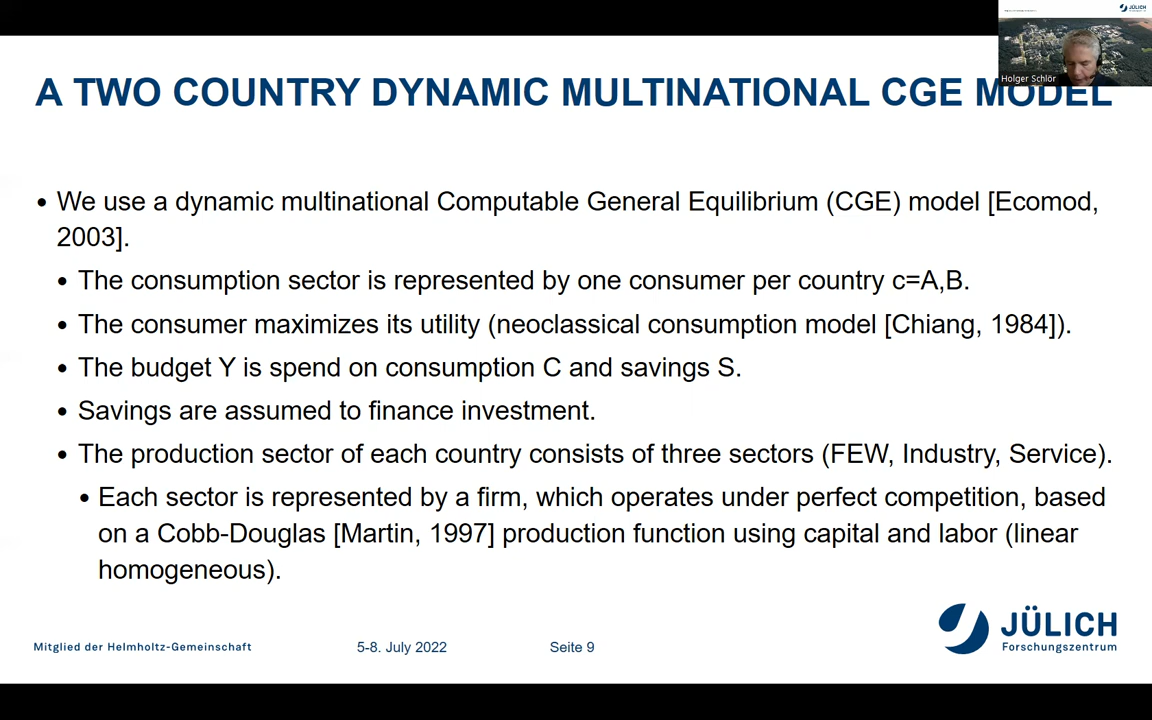 JÜLICH
Holger Schlör
A TWO COUNTRY DYNAMIC MULTINATIONAL CGE MODEL
• We use a dynamic multinational Computable General Equilibrium (CGE) model [Ecomod,
2003].
• The consumption sector is represented by one consumer per country c=A,B.
• The consumer maximizes its utility (neoclassical consumption model [Chiang, 1984]).
• The budget Y is spend on consumption C and savings S.
• Savings are assumed to finance investment.
• The production sector of each country consists of three sectors (FEW, Industry, Service).
• Each sector is represented by a firm, which operates under perfect competition, based
on a Cobb-Douglas [Martin, 1997] production function using capital and labor (linear
homogeneous).
Mitglied der Helmholtz-Gemeinschaft
5-8. July 2022
Seite 9
JÜLICH
Forschungszentrum